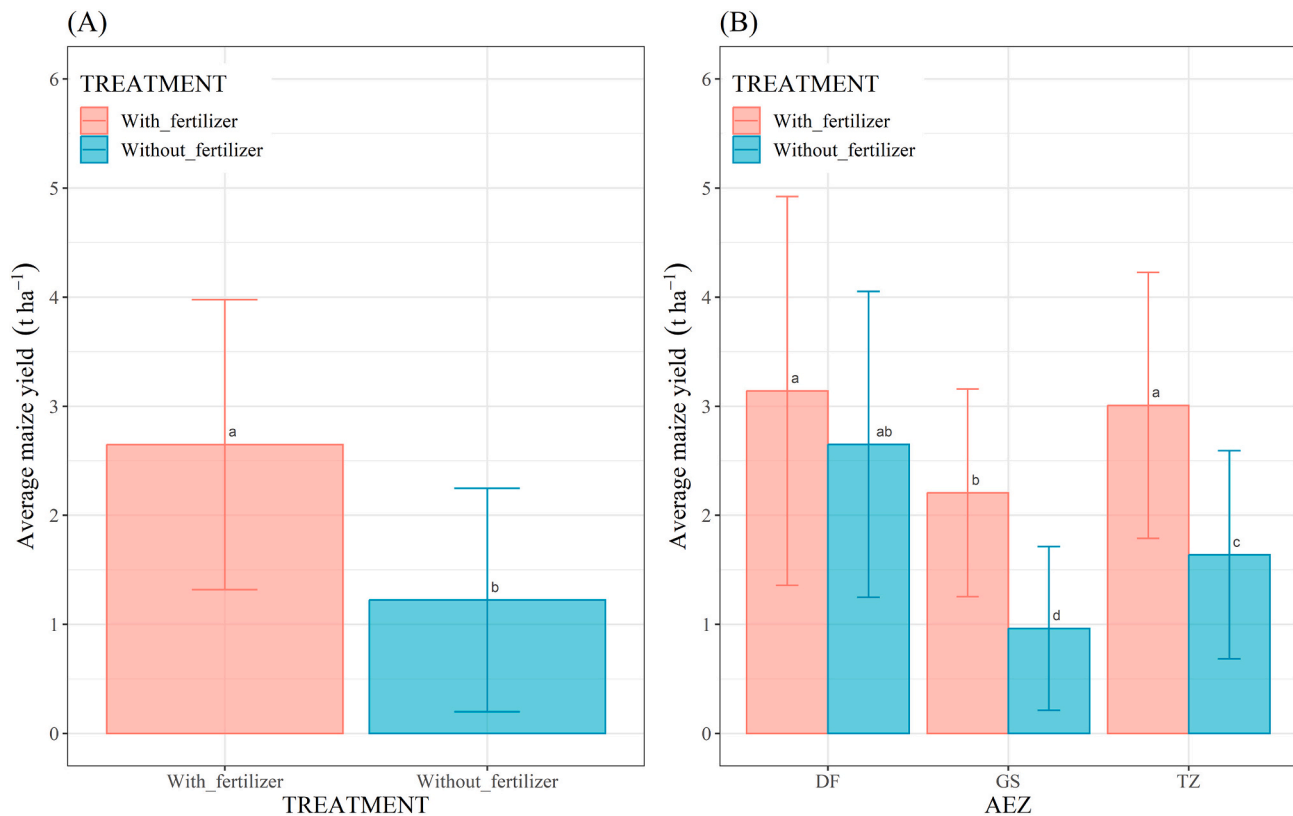 (A)
TREATMENT
With_fertilizer
Without_fertilizer
6
5
4
3
2
1
0
Average maize yield (t ha⁻¹)
a
b
With_fertilizer
Without_fertilizer
TREATMENT
(B)
TREATMENT
With_fertilizer
Without_fertilizer
6
5
4
3
2
1
0
Average maize yield (t ha⁻¹)
a
ab
b
d
a
c
DF
GS
TZ
AEZ